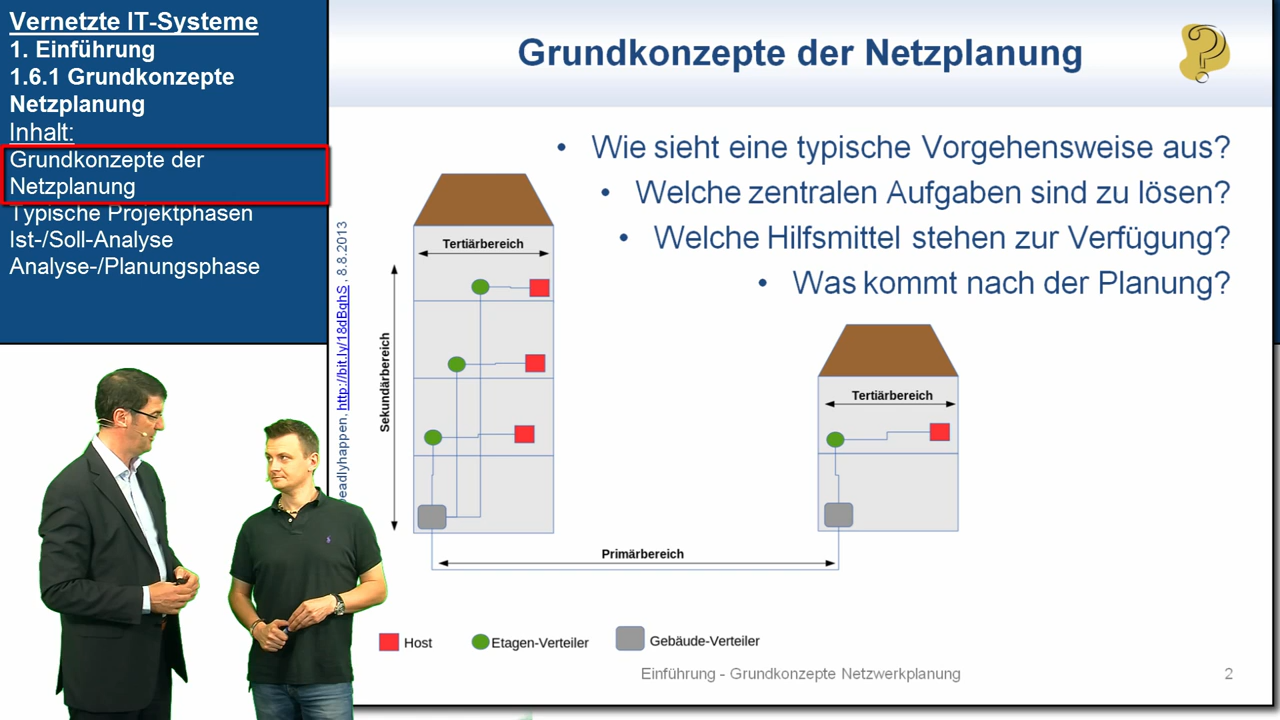 Vernetzte IT-Systeme
1. Einführung
1.6.1 Grundkonzepte
Netzplanung
Inhalt:
Grundkonzepte der
Netzplanung
Typische Projektphasen
Ist-/Soll-Analyse
Analyse-/Planungsphase
Grundkonzepte der Netzplanung
• Wie sieht eine typische Vorgehensweise aus?
• Welche zentralen Aufgaben sind zu lösen?
• Welche Hilfsmittel stehen zur Verfügung?
• Was kommt nach der Planung?
http://bit.ly/18dBqhS, 8.8.2013
Tertiärbereich
Sekundärbereich
Tertiärbereich
Primärbereich
Host
Etagen-Verteiler
Gebäude-Verteiler
Einführung - Grundkonzepte Netzwerkplanung
2